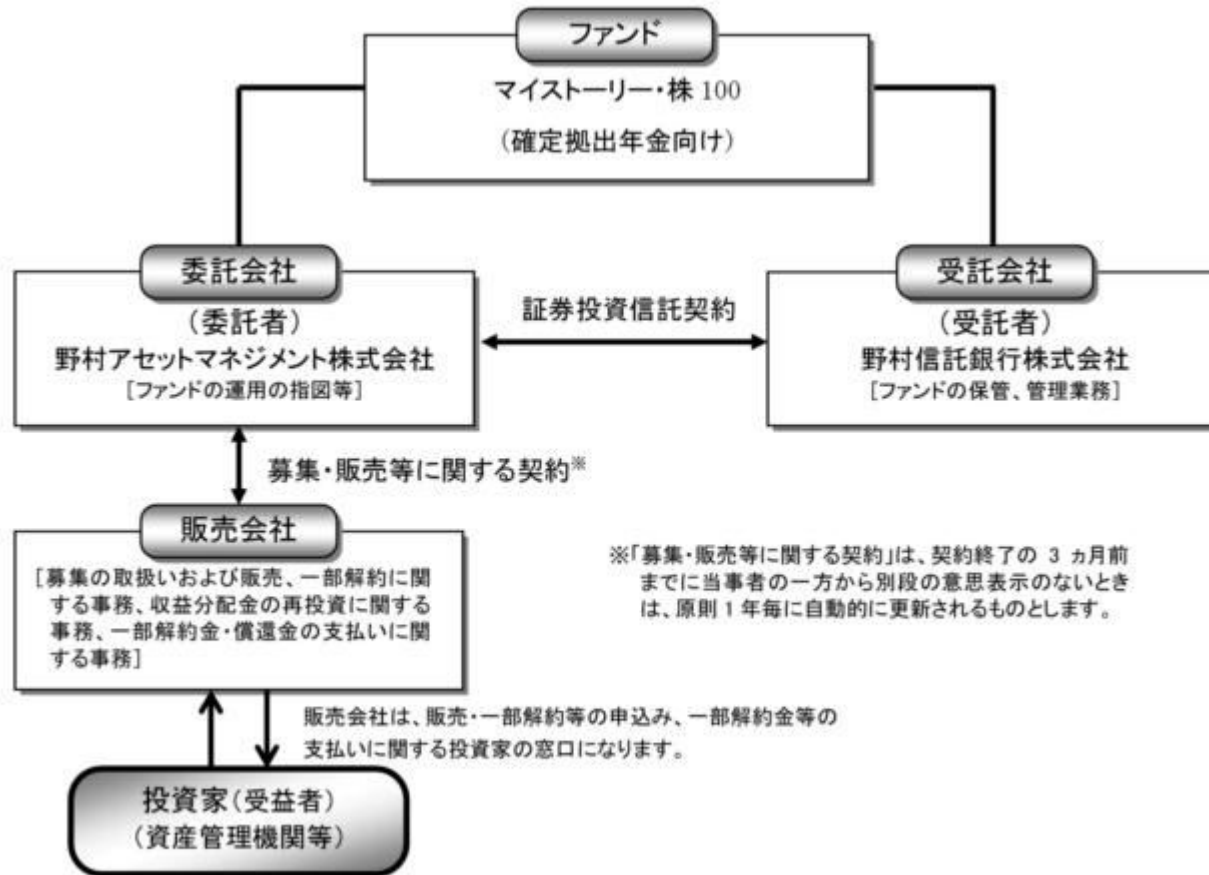 ファンド
マイストーリー・株 100
(確定拠出年金向け)
委託会社
(委託者)
野村アセットマネジメント株式会社
[ファンドの運用の指図等]
証券投資信託契約
受託会社
(受託者)
野村信託銀行株式会社
[ファンドの保管、管理業務]
募集・販売等に関する契約※
販売会社
[募集の取扱いおよび販売、一部解約に関
する事務、収益分配金の再投資に関する
事務、一部解約金・償還金の支払いに関
する事務]
※「募集・販売等に関する契約」は、契約終了の 3 ヵ月前
までに当事者の一方から別段の意思表示のないとき
は、原則 1 年毎に自動的に更新されるものとします。
販売会社は、販売・一部解約等の申込み、一部解約金等の
支払いに関する投資家の窓口になります。
投資家(受益者)
(資産管理機関等)